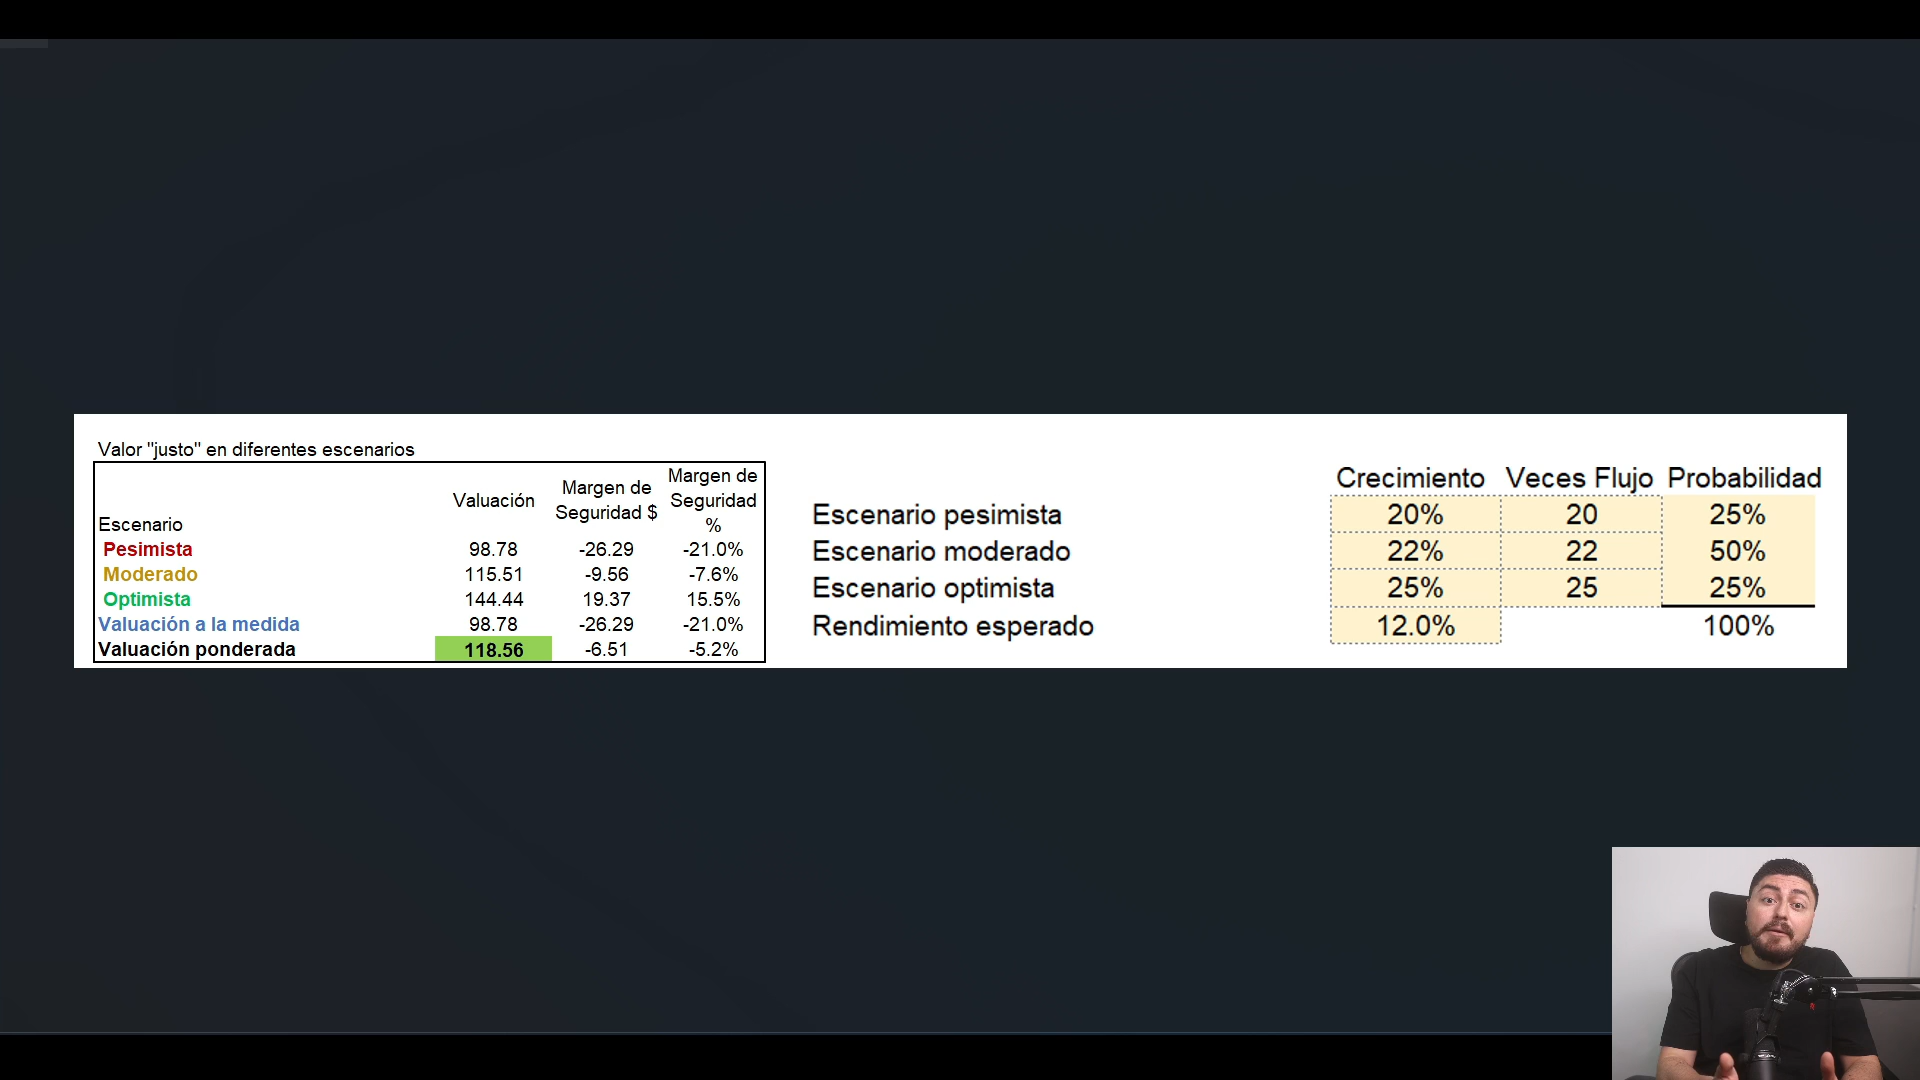 Valor "justo" en diferentes escenarios
Escenario Valuación Margen de Seguridad $ Margen de Seguridad %
Pesimista 98.78 -26.29 -21.0%
Moderado 115.51 -9.56 -7.6%
Optimista 144.44 19.37 15.5%
Valuación a la medida 98.78 -26.29 -21.0%
Valuación ponderada 118.56 -6.51 -5.2%
Crecimiento Veces Flujo Probabilidad
Escenario pesimista 20% 20 25%
Escenario moderado 22% 22 50%
Escenario optimista 25% 25 25%
Rendimiento esperado 12.0% 100%